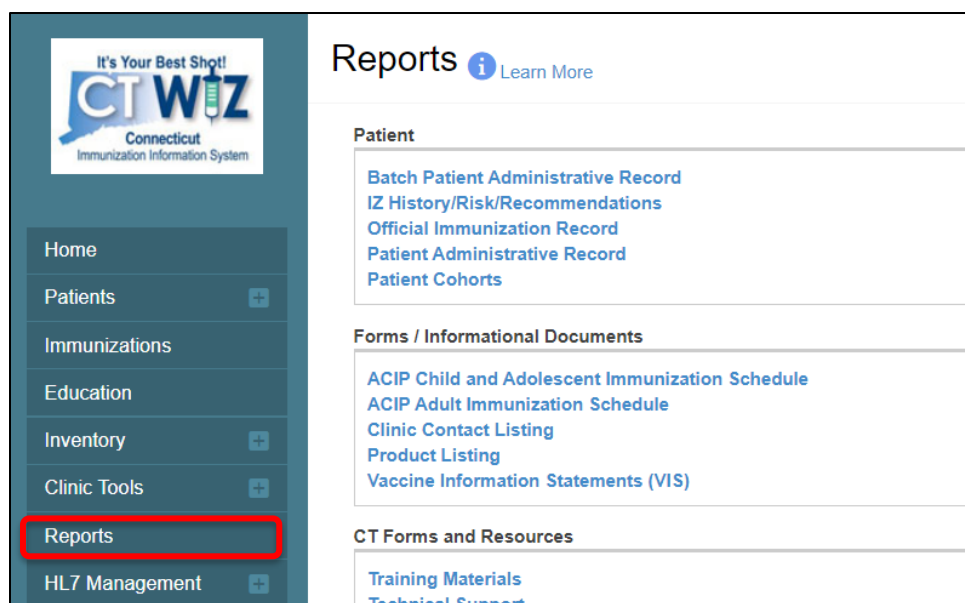 It's Your Best Shot!
CT WiZ
Connecticut
Immunization Information System
Home
Patients
Immunizations
Education
Inventory
Clinic Tools
Reports
HL7 Management
Reports i Learn More
Patient
Batch Patient Administrative Record
IZ History/Risk/Recommendations
Official Immunization Record
Patient Administrative Record
Patient Cohorts
Forms / Informational Documents
ACIP Child and Adolescent Immunization Schedule
ACIP Adult Immunization Schedule
Clinic Contact Listing
Product Listing
Vaccine Information Statements (VIS)
CT Forms and Resources
Training Materials
Technical Support